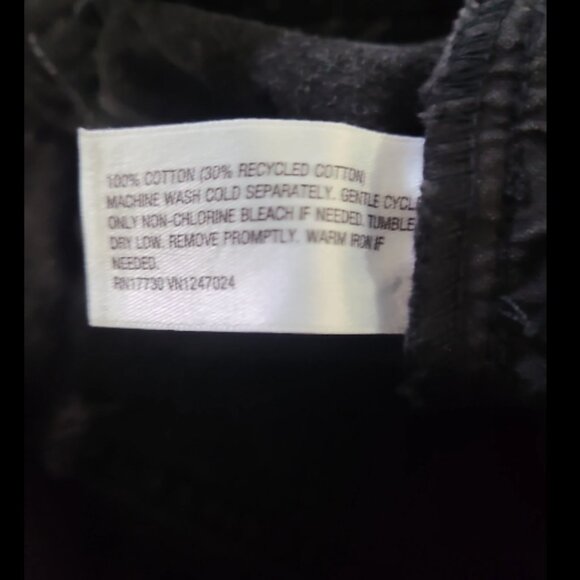 100% COTTON (30% RECYCLED COTTON)
MACHINE WASH COLD SEPARATELY. GENTLE CYCLE
ONLY NON-CHLORINE BLEACH IF NEEDED. TUMBLE
DRY LOW. REMOVE PROMPTLY. WARM IRON IF
NEEDED.
RN17730 VN1247024